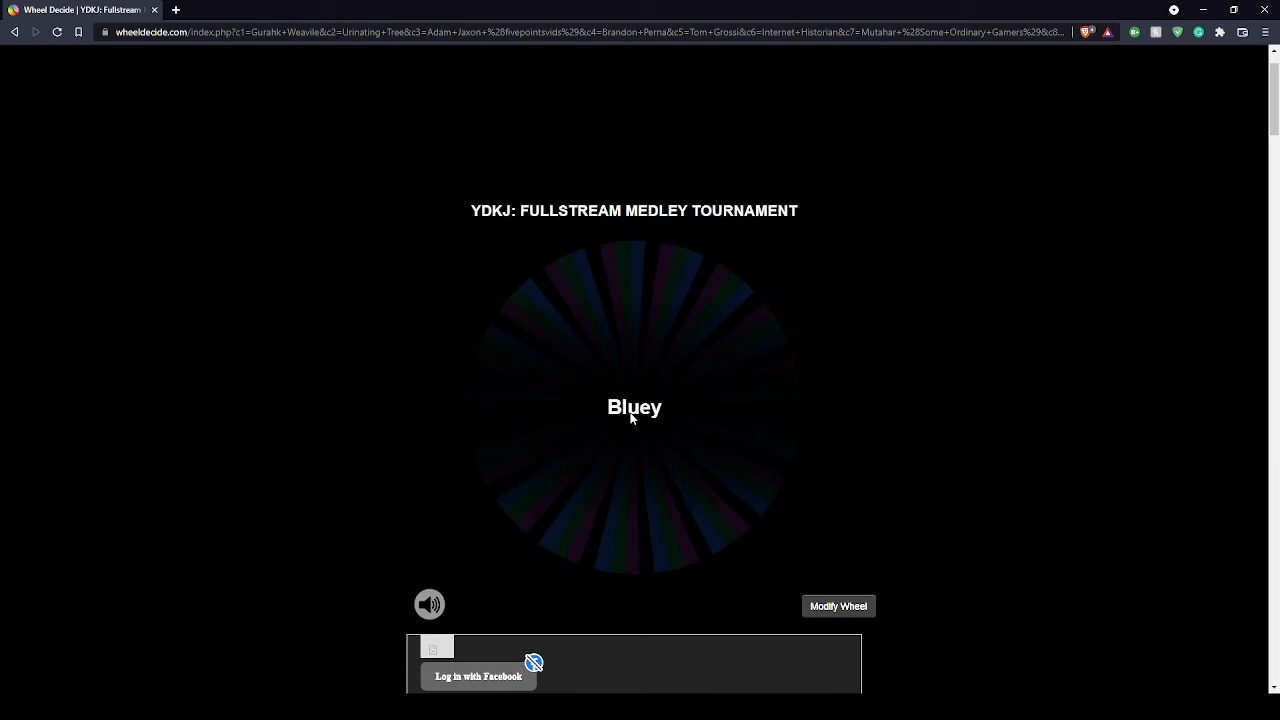 Wheel Decide | YDKJ: Fullstream
wheeldecide.com/index.php?c1=Gurahk+Weavile&c2=Urinating+Tree&c3=Adam+Jaxon+%28fivepointsvids%29&c4=Brandon+Perna&c5=Tom+Grossi&c6=Internet+Historian&c7=Mutahar+%28Some+Ordinary+Gamers%29&c8...
YDKJ: FULLSTREAM MEDLEY TOURNAMENT
Bluey
Modify Wheel
Log in with Facebook